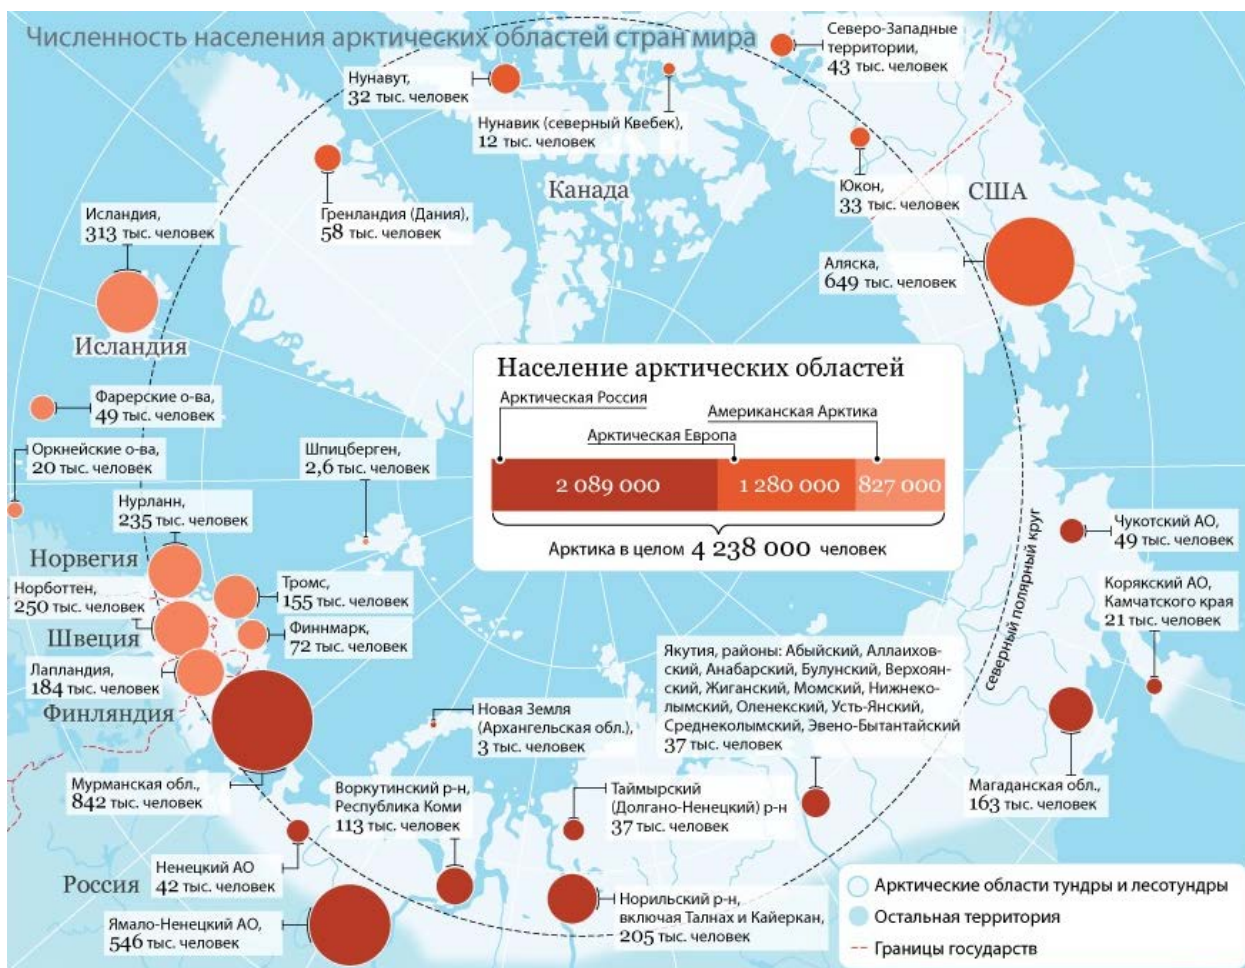 Численность населения арктических областей стран мира
Северо-Западные
территории,
43 тыс. человек
Нунавут,
32 тыс. человек
Нунавик (северный Квебек),
12 тыс. человек
Канада
Юкон,
33 тыс. человек
США
Исландия,
313 тыс. человек
Гренландия (Дания),
58 тыс. человек
Аляска,
649 тыс. человек
Исландия
Население арктических областей
Арктическая Россия
Американская Арктика
Арктическая Европа
2 089 000
1 280 000
827 000
Арктика в целом 4 238 000 человек
Фарерские о-ва,
49 тыс. человек
Оркнейские о-ва,
20 тыс. человек
Шпицберген,
2,6 тыс. человек
Нурланн,
235 тыс. человек
Норвегия
Норботтен,
250 тыс. человек
Тромс,
155 тыс. человек
Швеция
Финнмарк,
72 тыс. человек
Лапландия,
184 тыс. человек
Финляндия
северный полярный круг
Чукотский АО,
49 тыс. человек
Корякский АО,
Камчатского края
21 тыс. человек
Якутия, районы: Абыйский, Аллаихов-
ский, Анабарский, Булунский, Верхоян-
ский, Жиганский, Момский, Нижнеко-
лымский, Оленекский, Усть-Янский,
Среднеколымский, Эвено-Бытантайский
37 тыс. человек
Новая Земля
(Архангельская обл.),
3 тыс. человек
Мурманская обл.,
842 тыс. человек
Воркутинский р-н,
Республика Коми
113 тыс. человек
Таймырский
(Долгано-Ненецкий) р-н
37 тыс. человек
Магаданская обл.,
163 тыс. человек
Россия
Ненецкий АО
42 тыс. человек
Ямало-Ненецкий АО,
546 тыс. человек
Норильский р-н,
включая Талнах и Кайеркан,
205 тыс. человек
Арктические области тундры и лесотундры
Остальная территория
Границы государств